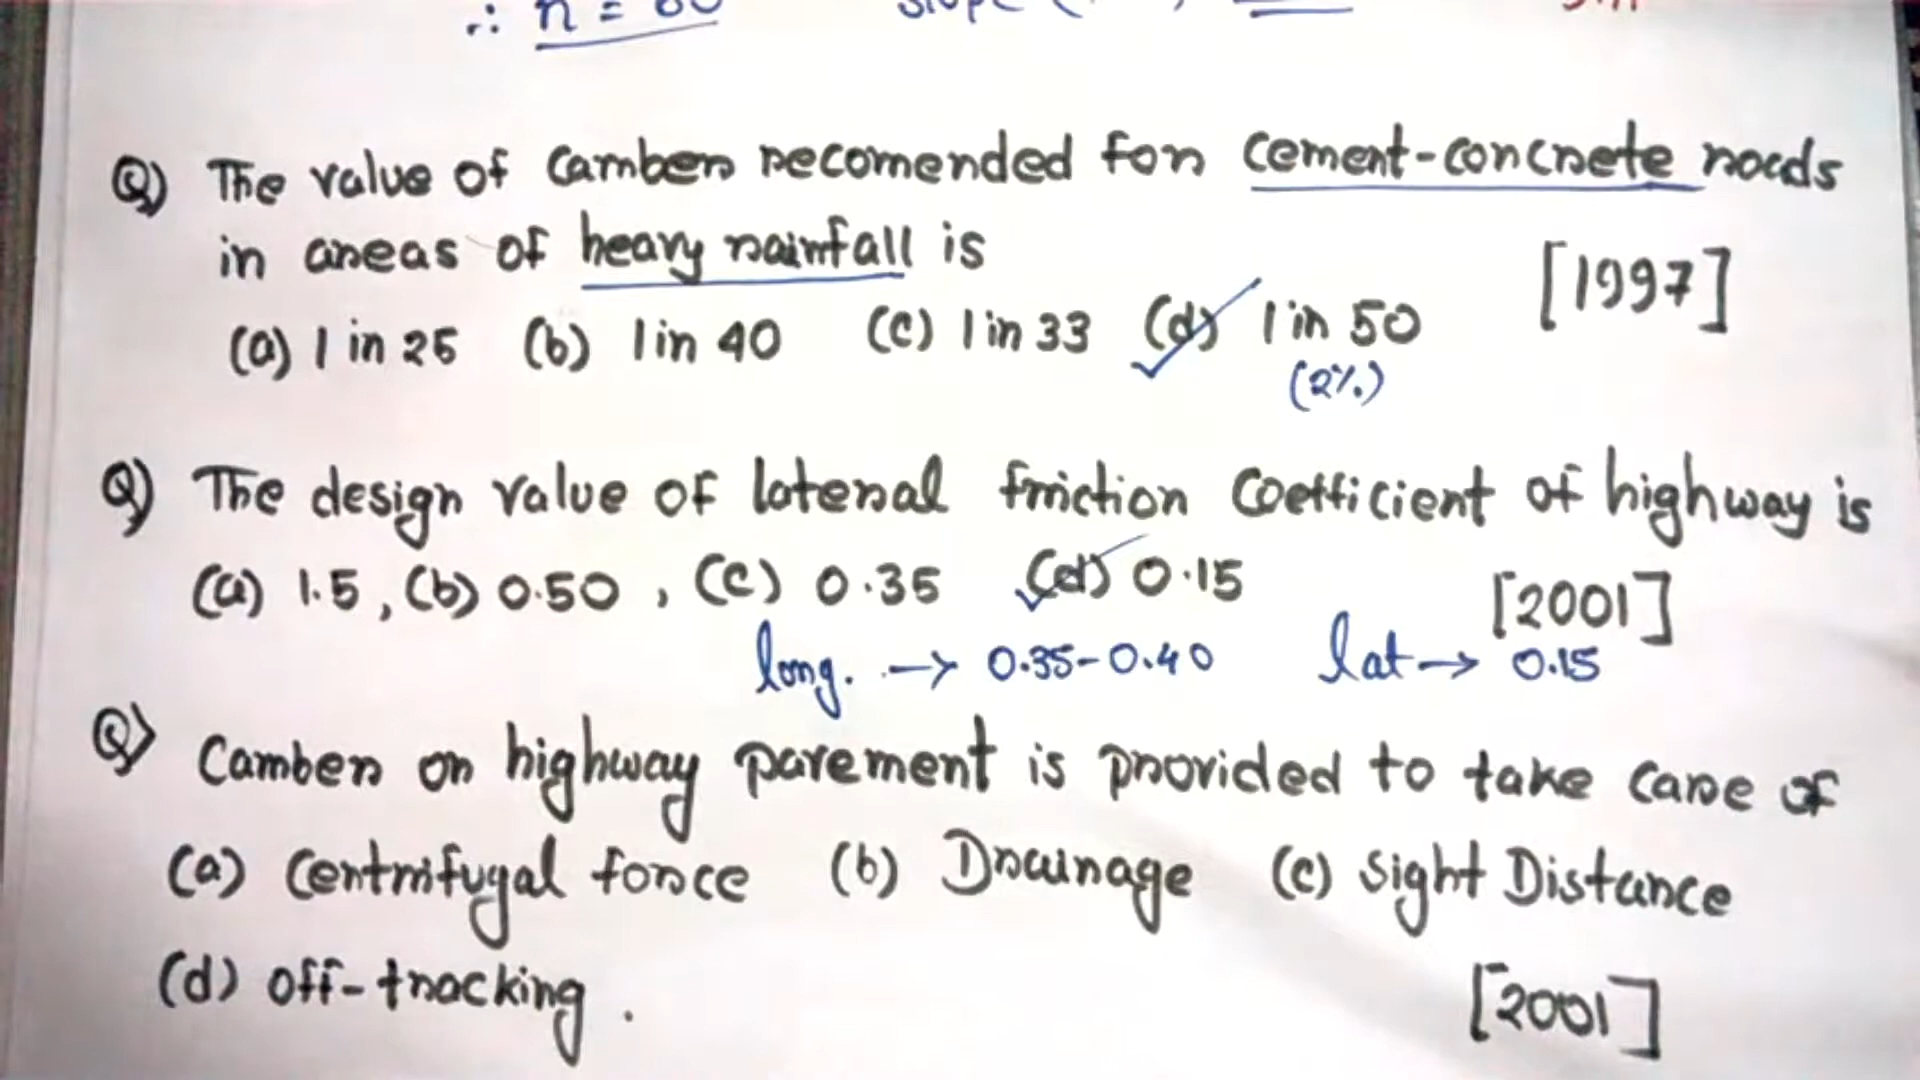 ∴ n = 60
Q) The value of camber recomended for cement-concrete roads
in areas of heavy rainfall is [1997]
(a) 1 in 25 (b) 1 in 40 (c) 1 in 33 (d) 1 in 50
(2%.)
Q) The design value of lateral friction coefficient of highway is
(a) 1.5, (b) 0.50, (c) 0.35 (d) 0.15 [2001]
long. → 0.35-0.40 lat → 0.15
Q) Camber on highway pavement is provided to take care of
(a) Centrifugal force (b) Drainage (c) Sight Distance
(d) off-tracking. [2001]